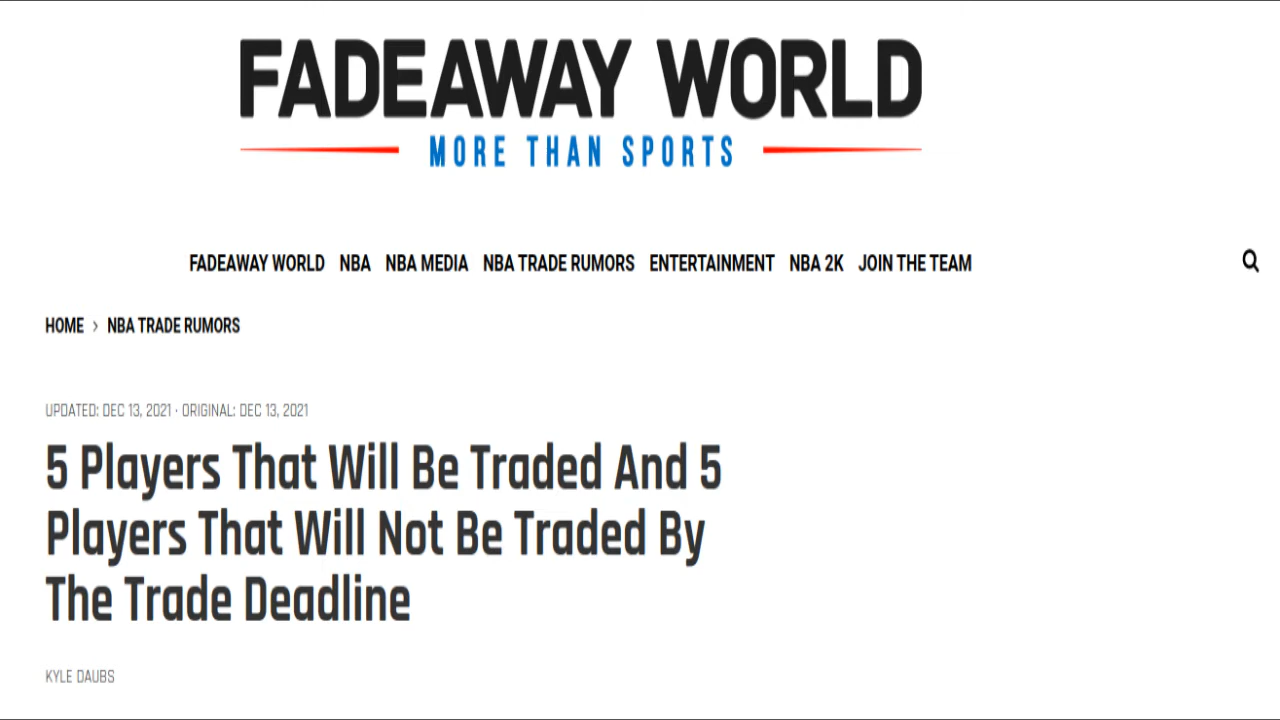 FADEAWAY WORLD
MORE THAN SPORTS
FADEAWAY WORLD NBA NBA MEDIA NBA TRADE RUMORS ENTERTAINMENT NBA 2K JOIN THE TEAM
HOME > NBA TRADE RUMORS
UPDATED: DEC 13, 2021 · ORIGINAL: DEC 13, 2021
5 Players That Will Be Traded And 5
Players That Will Not Be Traded By
The Trade Deadline
KYLE DAUBS